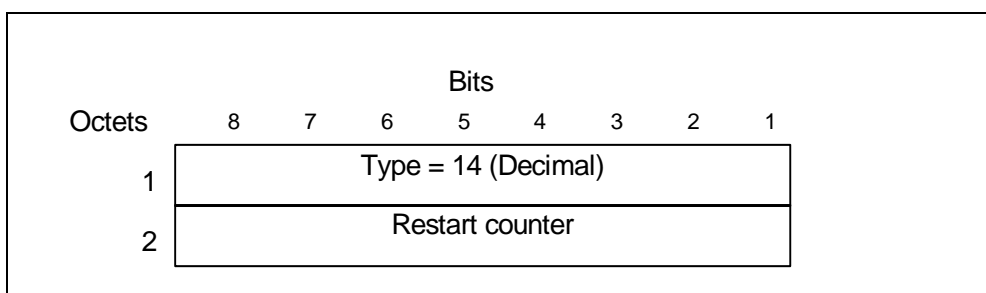 Bits
Octets 8 7 6 5 4 3 2 1
1 Type = 14 (Decimal)
2 Restart counter